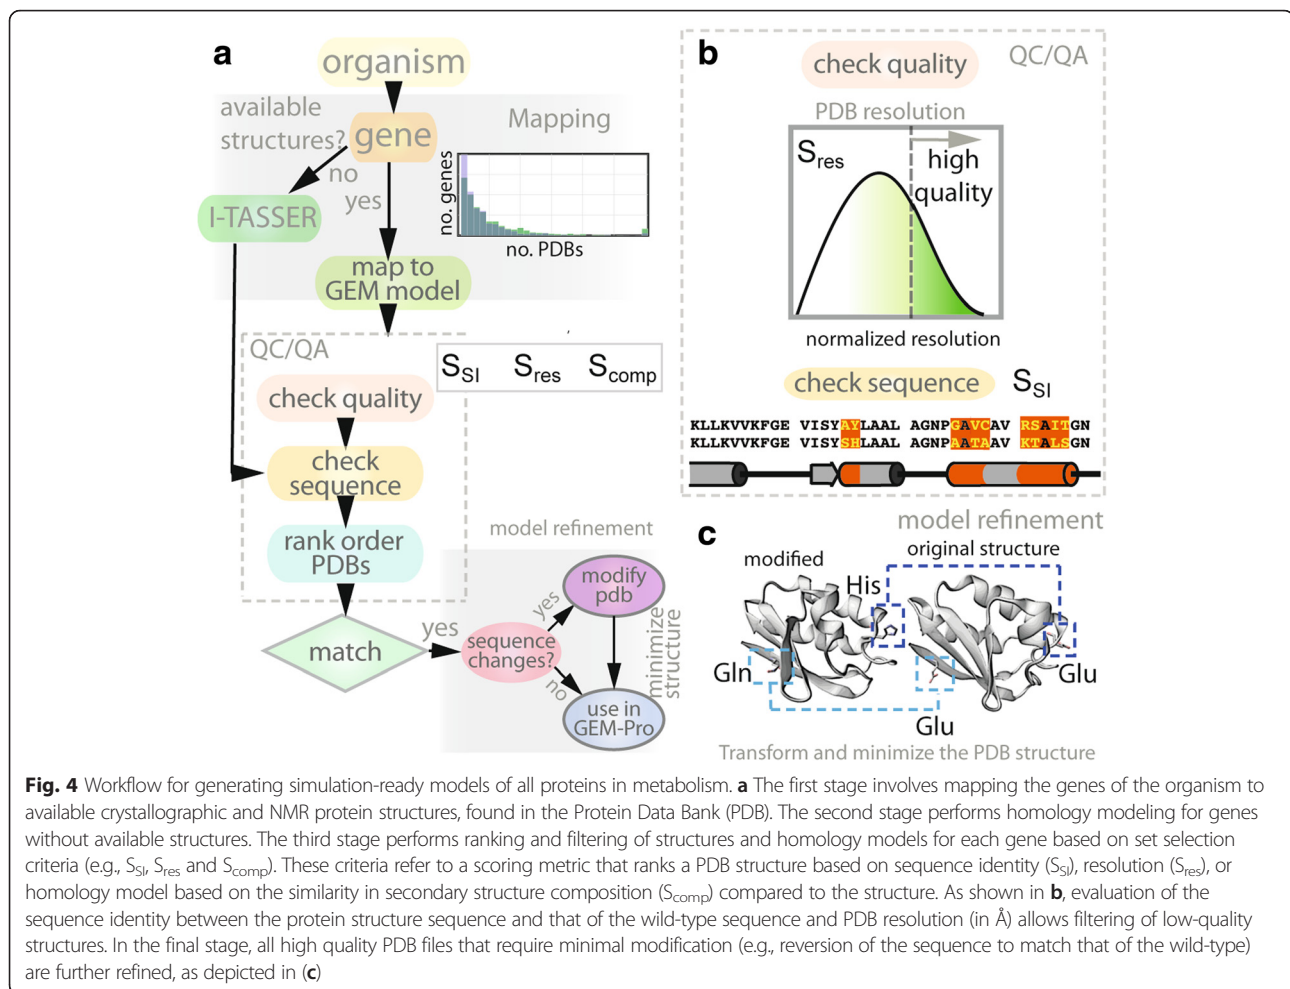 a
organism
available
structures?
gene
Mapping
no
yes
I-TASSER
no. genes
no. PDBs
map to
GEM model
QC/QA
S_SI S_res S_comp
check quality
check
sequence
rank order
PDBs
match
yes
model refinement
sequence
changes?
yes
no
modify
pdb
minimize
structure
use in
GEM-Pro
b
QC/QA
check quality
PDB resolution
S_res
high
quality
normalized resolution
check sequence S_SI
KLLKVVKFGE VISYAYLAAL AGNPGAVCAV RSAITGN
KLLKVVKFGE VISYSHLAAL AGNPAATAAV KTALSGN
c
model refinement
original structure
modified
His
Gln
Glu
Glu
Transform and minimize the PDB structure
Fig. 4 Workflow for generating simulation-ready models of all proteins in metabolism. a The first stage involves mapping the genes of the organism to
available crystallographic and NMR protein structures, found in the Protein Data Bank (PDB). The second stage performs homology modeling for genes
without available structures. The third stage performs ranking and filtering of structures and homology models for each gene based on set selection
criteria (e.g., S_SI, S_res and S_comp). These criteria refer to a scoring metric that ranks a PDB structure based on sequence identity (S_SI), resolution (S_res), or
homology model based on the similarity in secondary structure composition (S_comp) compared to the structure. As shown in b, evaluation of the
sequence identity between the protein structure sequence and that of the wild-type sequence and PDB resolution (in Å) allows filtering of low-quality
structures. In the final stage, all high quality PDB files that require minimal modification (e.g., reversion of the sequence to match that of the wild-type)
are further refined, as depicted in (c)